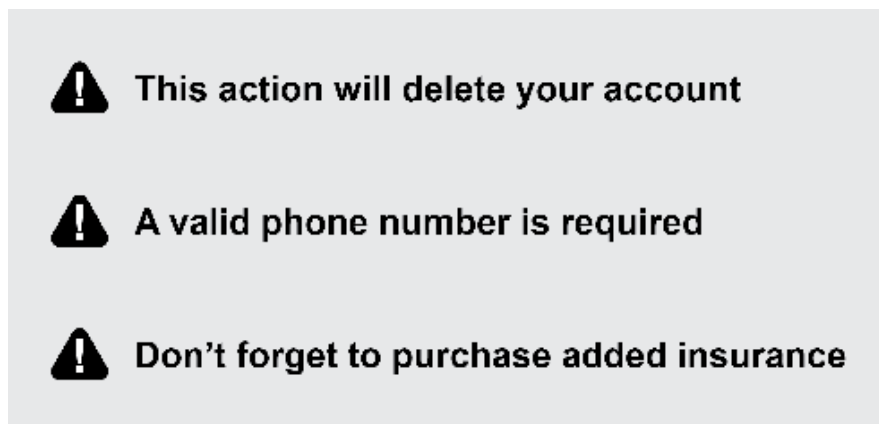 This action will delete your account
A valid phone number is required
Don’t forget to purchase added insurance